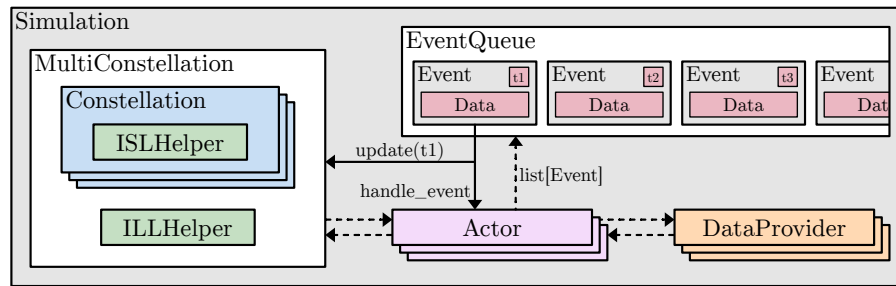 Simulation
EventQueue
MultiConstellation
Event t1
Event t2
Event t3
Event
Constellation
Data
Data
Data
Dat
ISLHelper
update(t1)
list[Event]
handle_event
ILLHelper
Actor
DataProvider